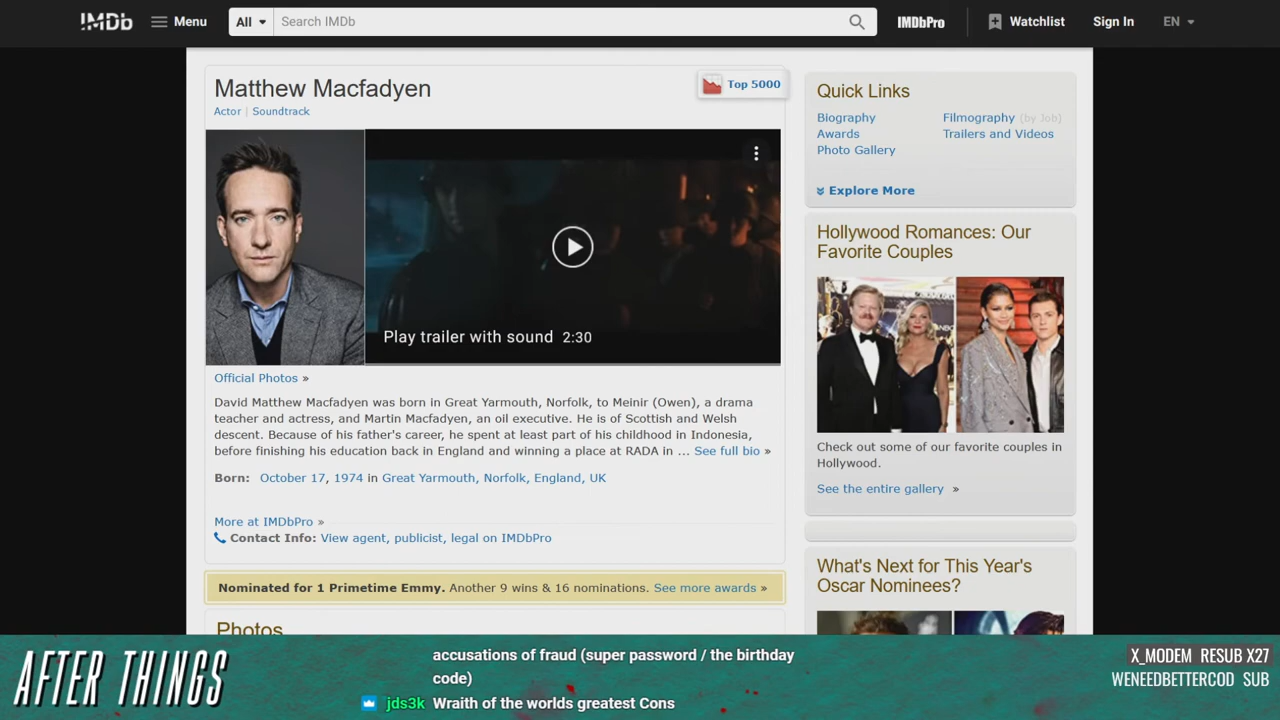 IMDb
Menu
All
Search IMDb
IMDbPro
Watchlist
Sign In
EN
Matthew Macfadyen
Top 5000
Actor | Soundtrack
Play trailer with sound 2:30
Official Photos »
David Matthew Macfadyen was born in Great Yarmouth, Norfolk, to Meinir (Owen), a drama
teacher and actress, and Martin Macfadyen, an oil executive. He is of Scottish and Welsh
descent. Because of his father's career, he spent at least part of his childhood in Indonesia,
before finishing his education back in England and winning a place at RADA in ... See full bio »
Born: October 17, 1974 in Great Yarmouth, Norfolk, England, UK
More at IMDbPro »
Contact Info: View agent, publicist, legal on IMDbPro
Nominated for 1 Primetime Emmy. Another 9 wins & 16 nominations. See more awards »
Photos
Quick Links
Biography
Filmography (by Job)
Awards
Trailers and Videos
Photo Gallery
Explore More
Hollywood Romances: Our
Favorite Couples
Check out some of our favorite couples in
Hollywood.
See the entire gallery »
What's Next for This Year's
Oscar Nominees?
AFTER THINGS
accusations of fraud (super password / the birthday
code)
jds3k Wraith of the worlds greatest Cons
X_MODEM RESUB X27
WENEEDBETTERCOD SUB